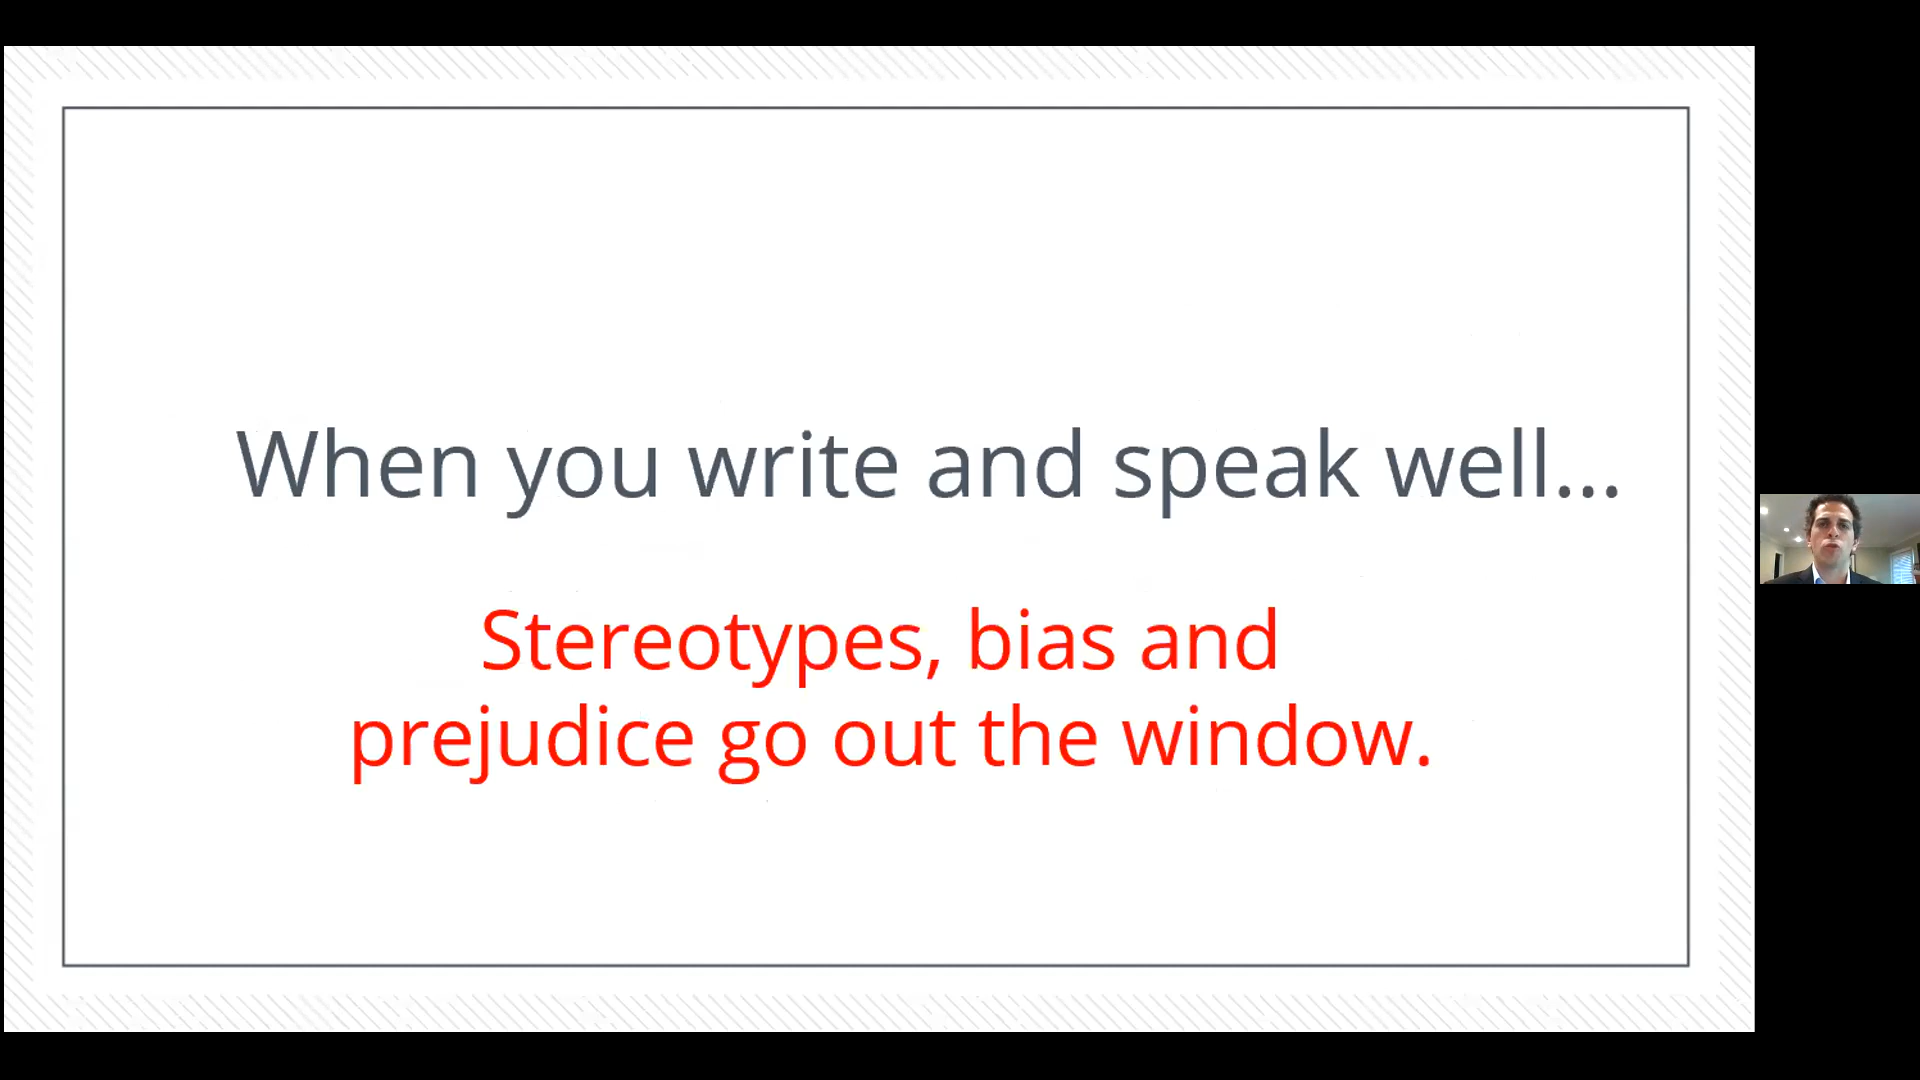 When you write and speak well...
Stereotypes, bias and
prejudice go out the window.